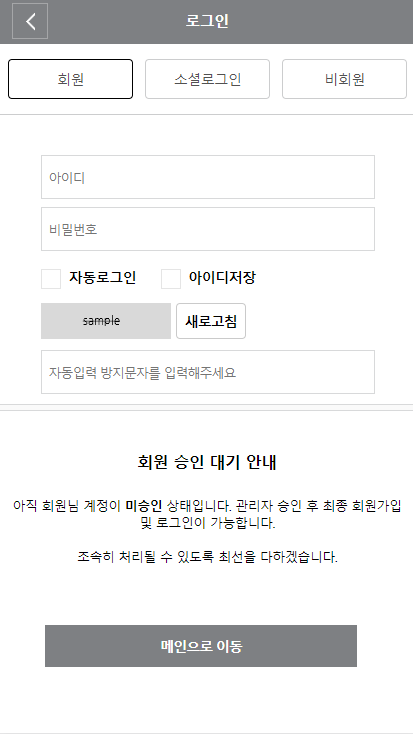 로그인
회원
소셜로그인
비회원
아이디
비밀번호
자동로그인
아이디저장
sample
새로고침
자동입력 방지문자를 입력해주세요
회원 승인 대기 안내
아직 회원님 계정이 미승인 상태입니다. 관리자 승인 후 최종 회원가입
및 로그인이 가능합니다.
조속히 처리될 수 있도록 최선을 다하겠습니다.
메인으로 이동